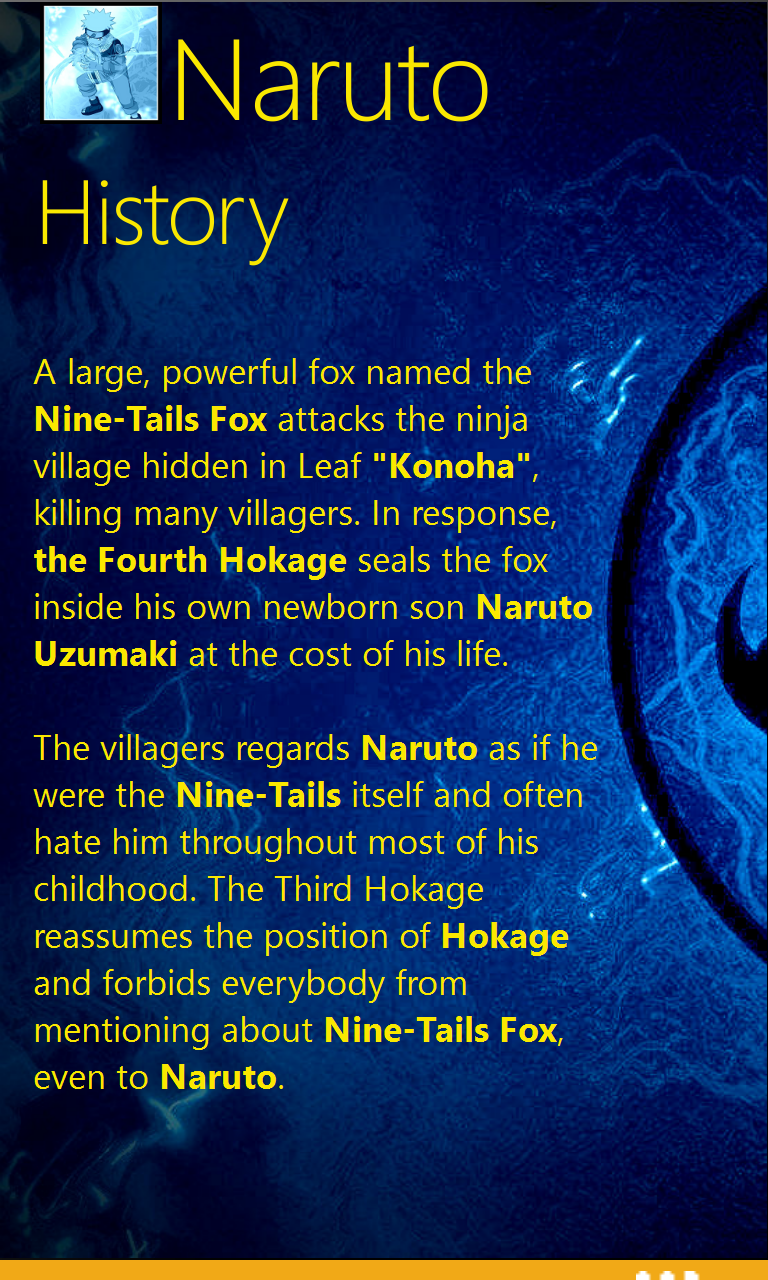 Naruto
History
A large, powerful fox named the
Nine-Tails Fox attacks the ninja
village hidden in Leaf "Konoha",
killing many villagers. In response,
the Fourth Hokage seals the fox
inside his own newborn son Naruto
Uzumaki at the cost of his life.
The villagers regards Naruto as if he
were the Nine-Tails itself and often
hate him throughout most of his
childhood. The Third Hokage
reassumes the position of Hokage
and forbids everybody from
mentioning about Nine-Tails Fox,
even to Naruto.